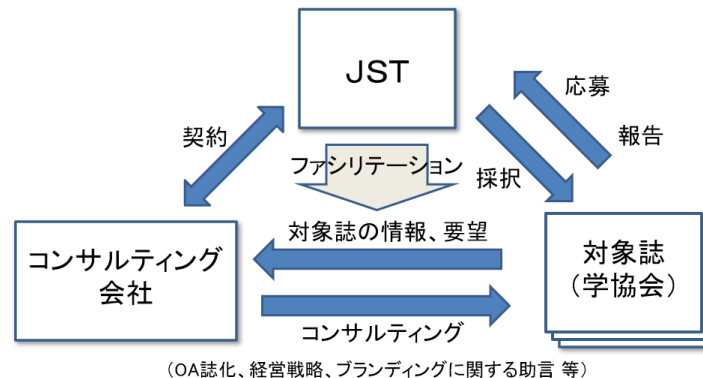 JST
応募
契約
報告
ファシリテーション
採択
対象誌の情報、要望
コンサルティング
会社
対象誌
（学協会）
コンサルティング
（OA誌化、経営戦略、ブランディングに関する助言 等）